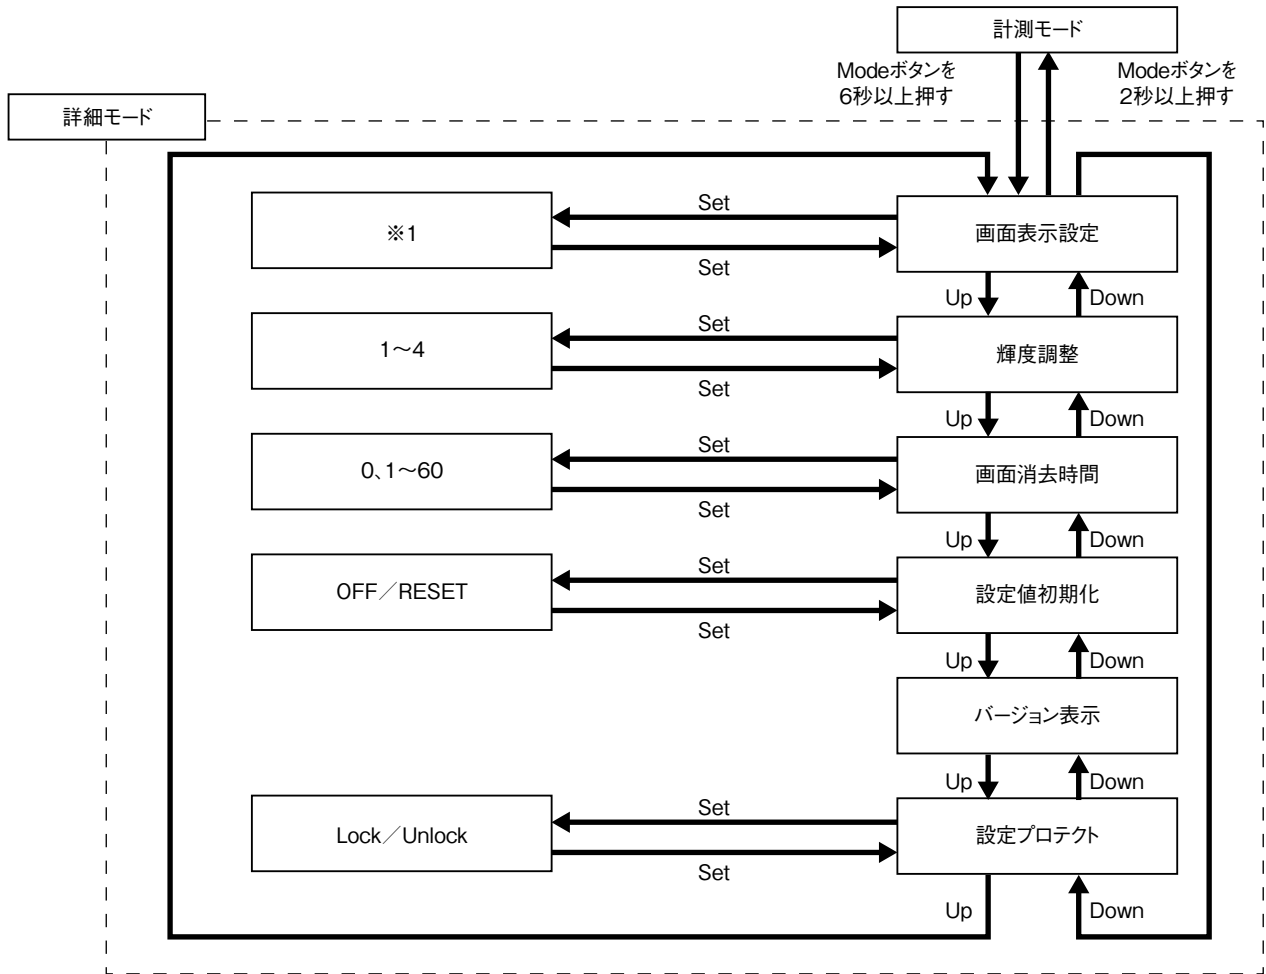 計測モード
Modeボタンを
6秒以上押す
Modeボタンを
2秒以上押す
詳細モード
Set
※1
画面表示設定
Set
Up
Down
Set
1～4
輝度調整
Set
Up
Down
Set
0、1～60
画面消去時間
Set
Up
Down
Set
OFF／RESET
設定値初期化
Set
Up
Down
バージョン表示
Up
Down
Set
Lock／Unlock
設定プロテクト
Set
Up
Down